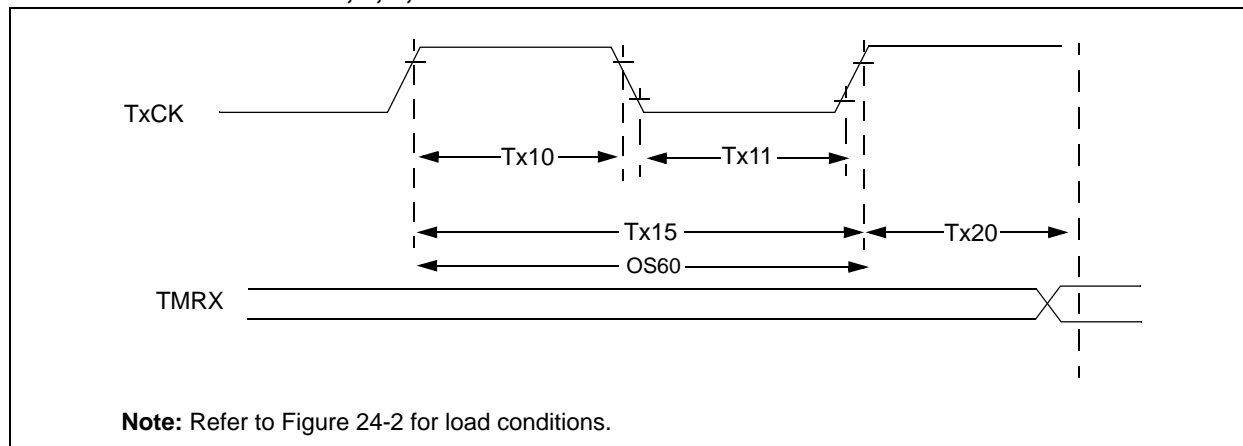 TxCK
Tx10
Tx11
Tx15
Tx20
OS60
TMRX
Note: Refer to Figure 24-2 for load conditions.